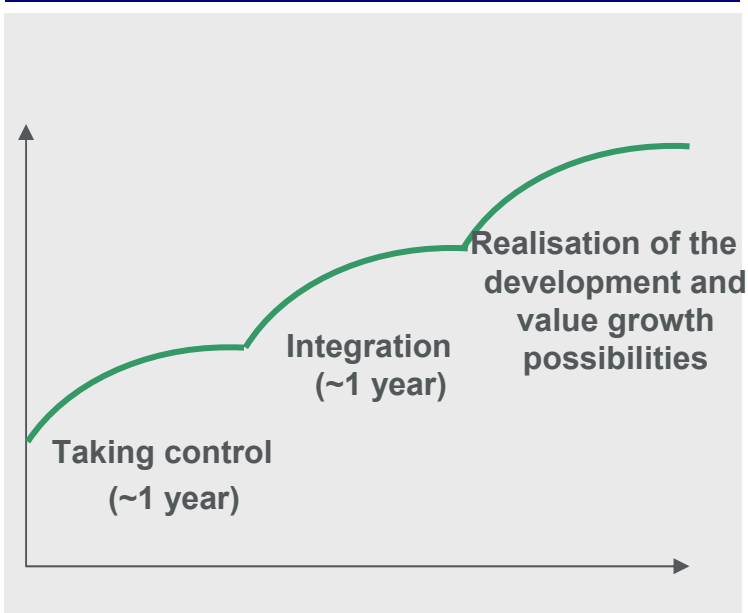 Realisation of the
development and
value growth
possibilities
Integration
(~1 year)
Taking control
(~1 year)